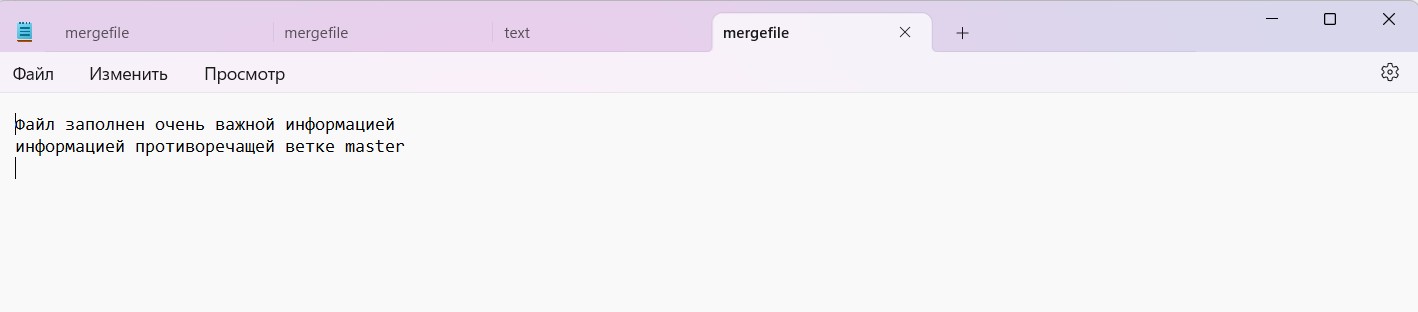 mergefile mergefile text mergefile
Файл Изменить Просмотр
Файл заполнен очень важной информацией
информацией противоречащей ветке master